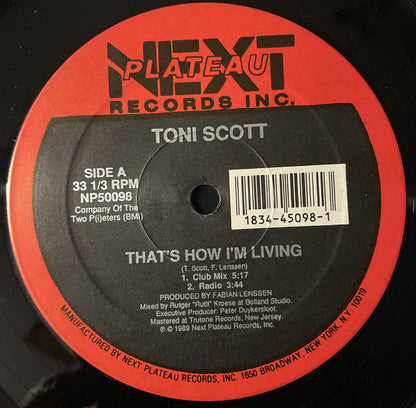 NEXT
PLATEAU
RECORDS INC.
TONI SCOTT
SIDE A
33 1/3 RPM
NP50098
Company Of The
Two P(i)eters (BMI)
1834-45098-1
THAT'S HOW I'M LIVING
(T. Scott, F. Lenssen)
1. Club Mix 5:17
2. Radio 3:44
PRODUCED BY FABIAN LENSSEN
Mixed by Rutger "Rutti" Kroese at Bolland Studio.
Executive Producer: Peter Duykersloot.
Mastered at Trutone Records, New Jersey.
℗ © 1989 Next Plateau Records, Inc.
MANUFACTURED BY NEXT PLATEAU RECORDS, INC. 1650 BROADWAY, NEW YORK, N.Y. 10019